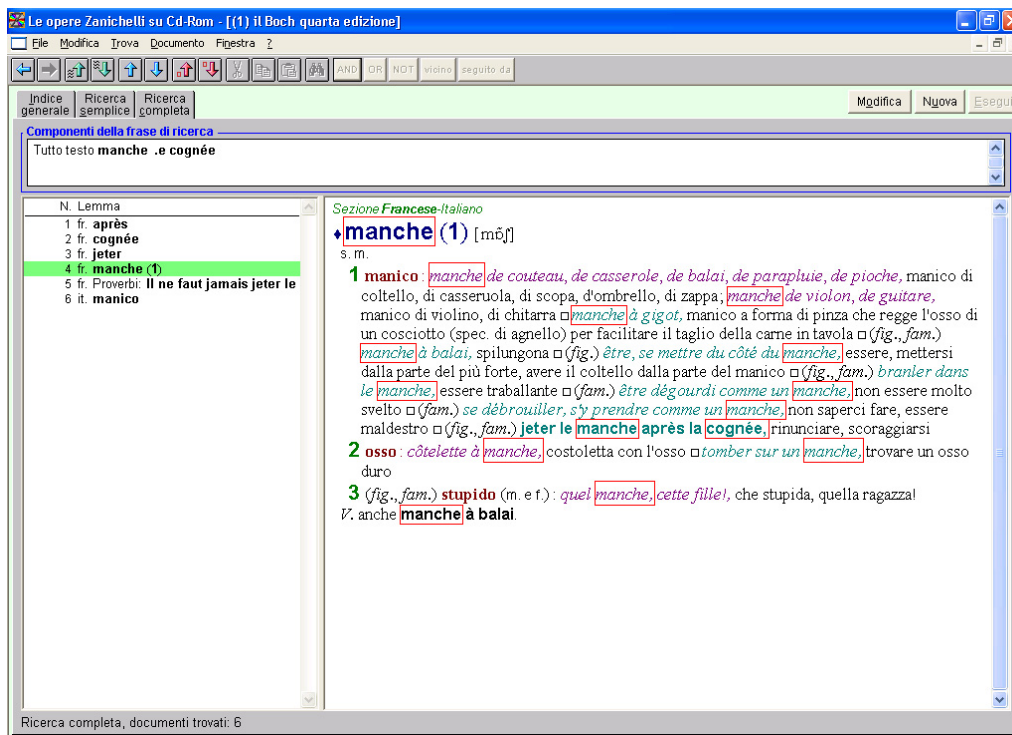 Le opere Zanichelli su Cd-Rom - [(1) il Boch quarta edizione]
File Modifica Trova Documento Finestra ?
AND OR NOT vicino seguito da
Indice generale Ricerca semplice Ricerca completa Modifica Nuova Esegui
Componenti della frase di ricerca
Tutto testo manche .e cognée
N. Lemma
1 fr. après
2 fr. cognée
3 fr. jeter
4 fr. manche (1)
5 fr. Proverbi: Il ne faut jamais jeter le
6 it. manico
Sezione Francese-Italiano
♦manche (1) [mɑ̃ʃ]
s. m.
1 manico : manche de couteau, de casserole, de balai, de parapluie, de pioche, manico di
coltello, di casseruola, di scopa, d'ombrello, di zappa; manche de violon, de guitare,
manico di violino, di chitarra □ manche à gigot, manico a forma di pinza che regge l'osso di
un cosciotto (spec. di agnello) per facilitare il taglio della carne in tavola □ (fig., fam.)
manche à balai, spilungona □ (fig.) être, se mettre du côté du manche, essere, mettersi
dalla parte del più forte, avere il coltello dalla parte del manico □ (fig., fam.) branler dans
le manche, essere traballante □ (fam.) être dégourdi comme un manche, non essere molto
svelto □ (fam.) se débrouiller, s'y prendre comme un manche, non saperci fare, essere
maldestro □ (fig., fam.) jeter le manche après la cognée, rinunciare, scoraggiarsi
2 osso : côtelette à manche, costoletta con l'osso □ tomber sur un manche, trovare un osso
duro
3 (fig., fam.) stupido (m. e f.) : quel manche, cette fille!, che stupida, quella ragazza!
V. anche manche à balai.
Ricerca completa, documenti trovati: 6